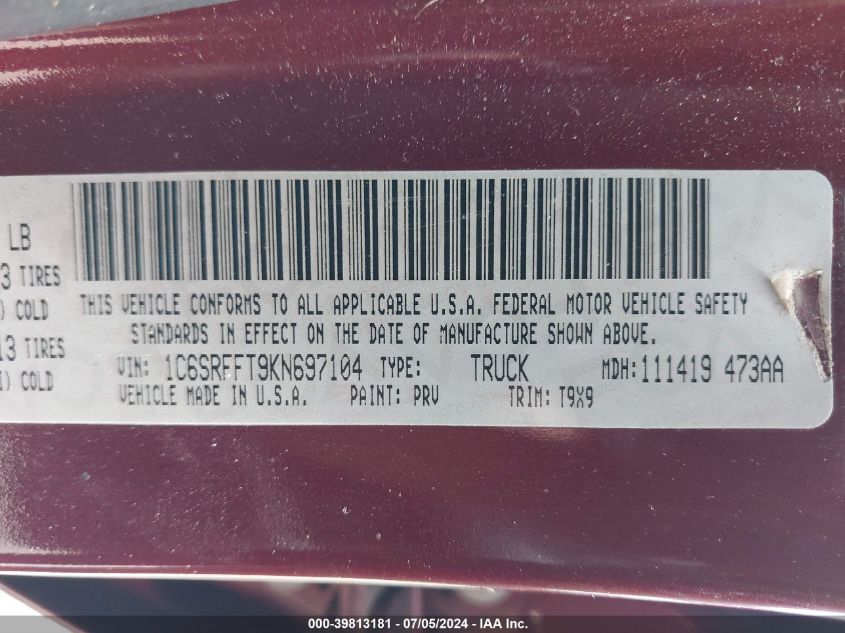 LB
3 TIRES
) COLD
13 TIRES
) COLD
THIS VEHICLE CONFORMS TO ALL APPLICABLE U.S.A. FEDERAL MOTOR VEHICLE SAFETY
STANDARDS IN EFFECT ON THE DATE OF MANUFACTURE SHOWN ABOVE.
VIN: 1C6SRFFT9KN697104 TYPE: TRUCK MDH: 111419 473AA
VEHICLE MADE IN U.S.A. PAINT: PRV TRIM: T9X9
000-39813181 / 07/05/2024 - IAA Inc.